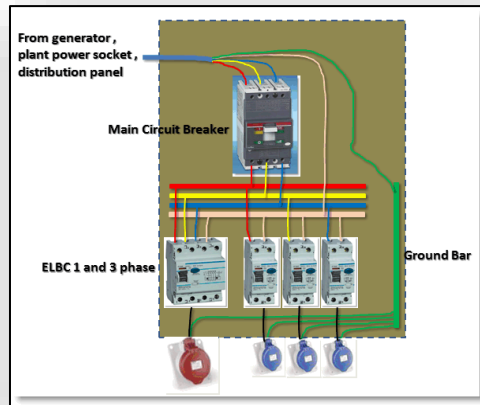 From generator ,
plant power socket ,
distribution panel
Main Circuit Breaker
ELBC 1 and 3 phase
Ground Bar